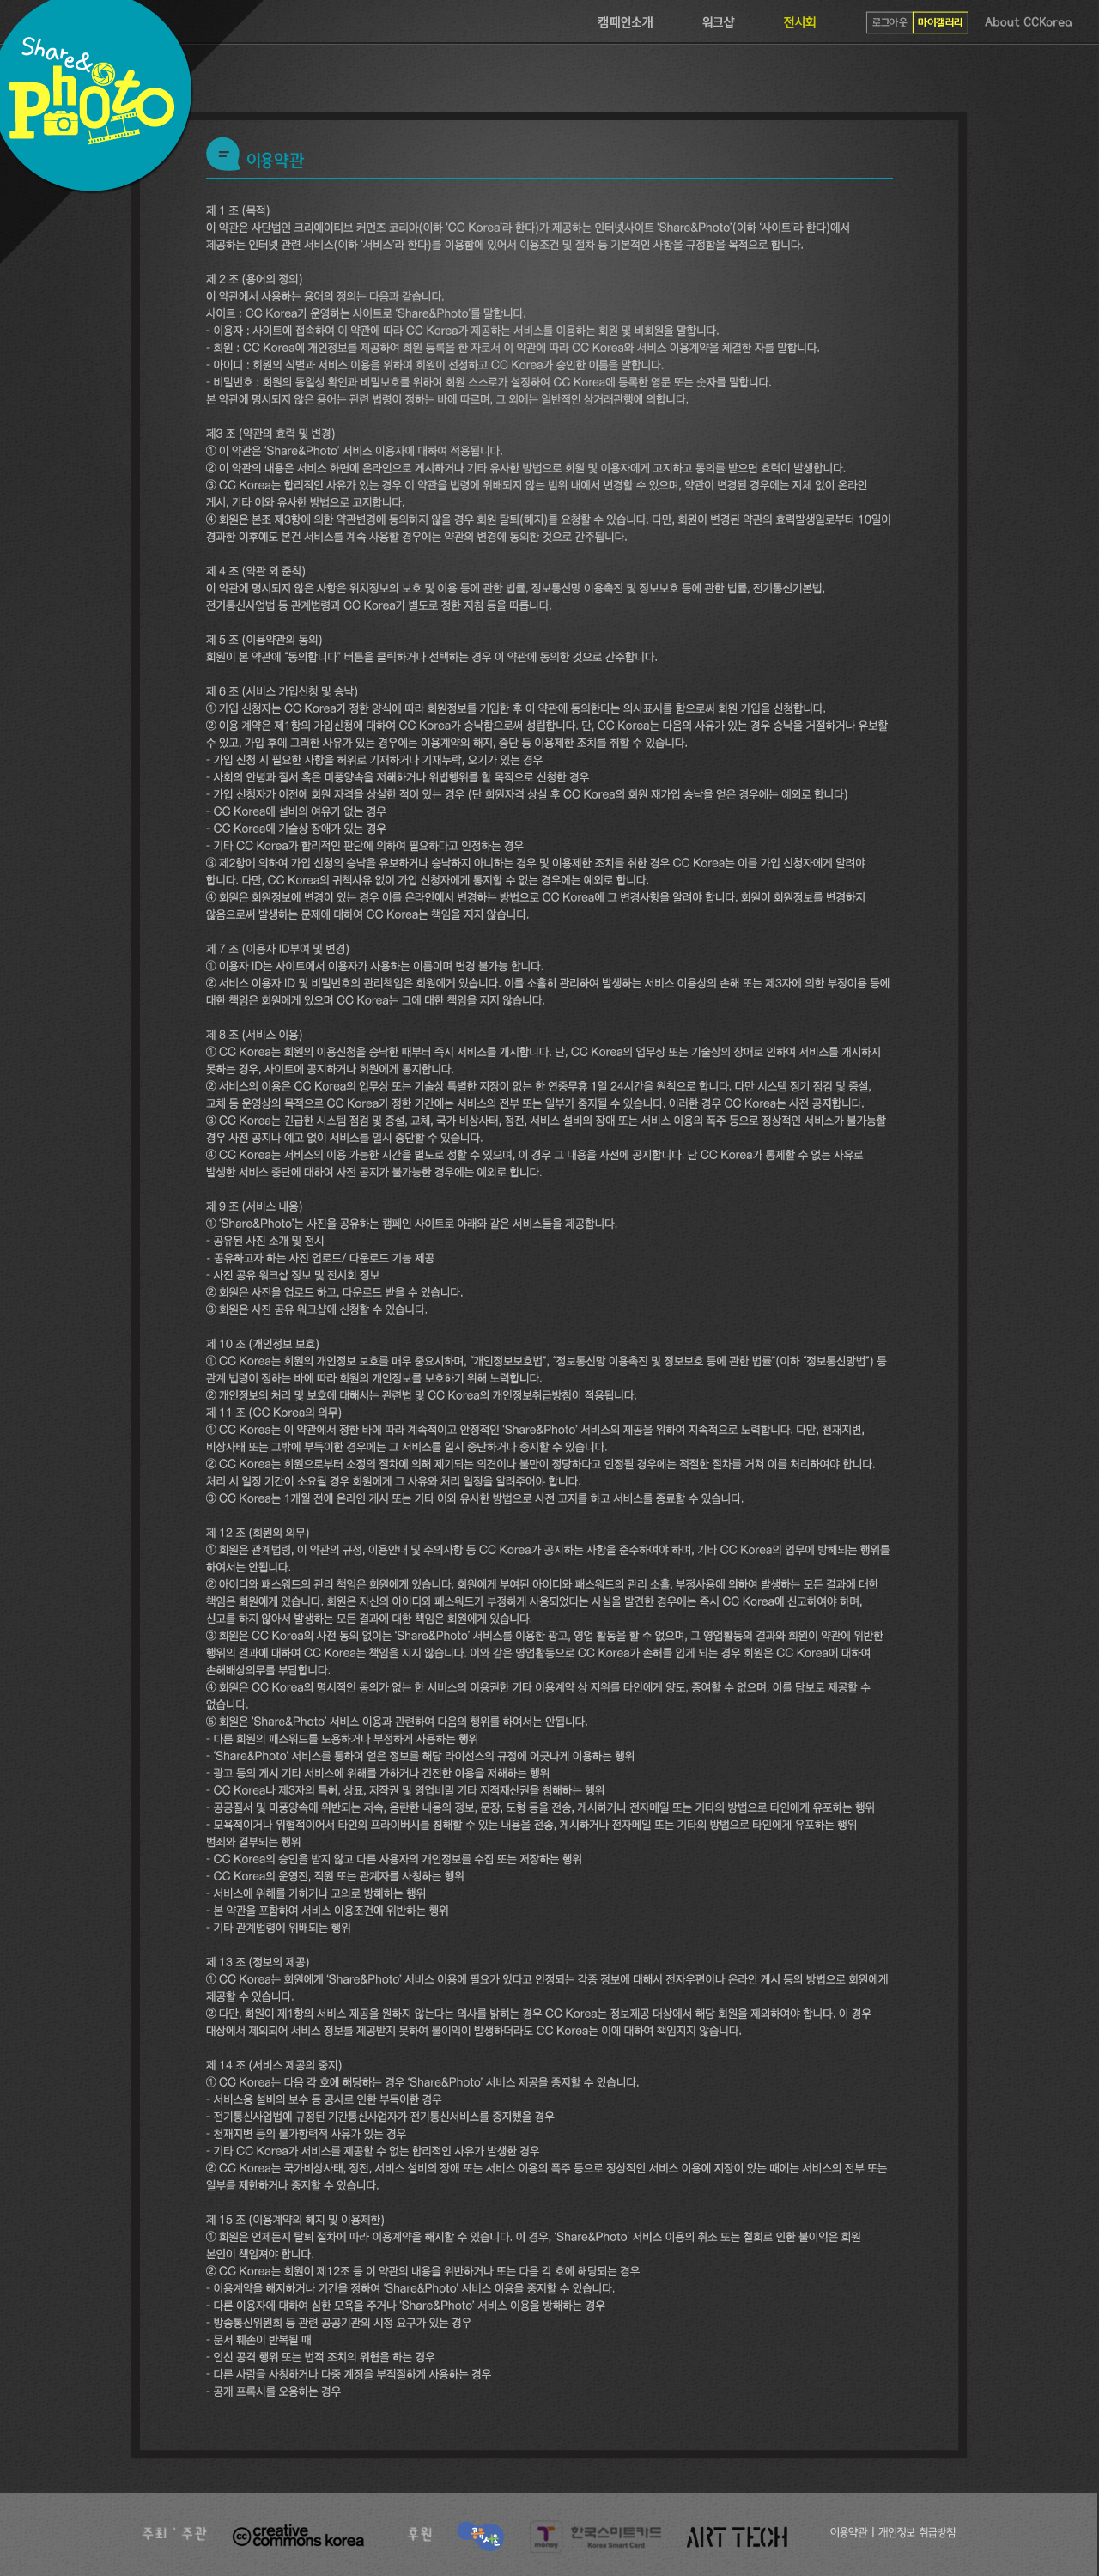 캠페인소개 워크샵 전시회 로그아웃 마이갤러리 About CCKorea
Share&
Photo
이용약관
제 1 조 (목적)
이 약관은 사단법인 크리에이티브 커먼즈 코리아(이하 ‘CC Korea’라 한다)가 제공하는 인터넷사이트 ‘Share&Photo’(이하 ‘사이트’라 한다)에서
제공하는 인터넷 관련 서비스(이하 ‘서비스’라 한다)를 이용함에 있어서 이용조건 및 절차 등 기본적인 사항을 규정함을 목적으로 합니다.
제 2 조 (용어의 정의)
이 약관에서 사용하는 용어의 정의는 다음과 같습니다.
사이트 : CC Korea가 운영하는 사이트로 ‘Share&Photo’를 말합니다.
- 이용자 : 사이트에 접속하여 이 약관에 따라 CC Korea가 제공하는 서비스를 이용하는 회원 및 비회원을 말합니다.
- 회원 : CC Korea에 개인정보를 제공하여 회원 등록을 한 자로서 이 약관에 따라 CC Korea와 서비스 이용계약을 체결한 자를 말합니다.
- 아이디 : 회원의 식별과 서비스 이용을 위하여 회원이 선정하고 CC Korea가 승인한 이름을 말합니다.
- 비밀번호 : 회원의 동일성 확인과 비밀보호를 위하여 회원 스스로가 설정하여 CC Korea에 등록한 영문 또는 숫자를 말합니다.
본 약관에 명시되지 않은 용어는 관련 법령이 정하는 바에 따르며, 그 외에는 일반적인 상거래관행에 의합니다.
제3 조 (약관의 효력 및 변경)
① 이 약관은 ‘Share&Photo’ 서비스 이용자에 대하여 적용됩니다.
② 이 약관의 내용은 서비스 화면에 온라인으로 게시하거나 기타 유사한 방법으로 회원 및 이용자에게 고지하고 동의를 받으면 효력이 발생합니다.
③ CC Korea는 합리적인 사유가 있는 경우 이 약관을 법령에 위배되지 않는 범위 내에서 변경할 수 있으며, 약관이 변경된 경우에는 지체 없이 온라인
게시, 기타 이와 유사한 방법으로 고지합니다.
④ 회원은 본조 제3항에 의한 약관변경에 동의하지 않을 경우 회원 탈퇴(해지)를 요청할 수 있습니다. 다만, 회원이 변경된 약관의 효력발생일로부터 10일이
경과한 이후에도 본건 서비스를 계속 사용할 경우에는 약관의 변경에 동의한 것으로 간주됩니다.
제 4 조 (약관 외 준칙)
이 약관에 명시되지 않은 사항은 위치정보의 보호 및 이용 등에 관한 법률, 정보통신망 이용촉진 및 정보보호 등에 관한 법률, 전기통신기본법,
전기통신사업법 등 관계법령과 CC Korea가 별도로 정한 지침 등을 따릅니다.
제 5 조 (이용약관의 동의)
회원이 본 약관에 “동의합니다” 버튼을 클릭하거나 선택하는 경우 이 약관에 동의한 것으로 간주합니다.
제 6 조 (서비스 가입신청 및 승낙)
① 가입 신청자는 CC Korea가 정한 양식에 따라 회원정보를 기입한 후 이 약관에 동의한다는 의사표시를 함으로써 회원 가입을 신청합니다.
② 이용 계약은 제1항의 가입신청에 대하여 CC Korea가 승낙함으로써 성립합니다. 단, CC Korea는 다음의 사유가 있는 경우 승낙을 거절하거나 유보할
수 있고, 가입 후에 그러한 사유가 있는 경우에는 이용계약의 해지, 중단 등 이용제한 조치를 취할 수 있습니다.
- 가입 신청 시 필요한 사항을 허위로 기재하거나 기재누락, 오기가 있는 경우
- 사회의 안녕과 질서 혹은 미풍양속을 저해하거나 위법행위를 할 목적으로 신청한 경우
- 가입 신청자가 이전에 회원 자격을 상실한 적이 있는 경우 (단 회원자격 상실 후 CC Korea의 회원 재가입 승낙을 얻은 경우에는 예외로 합니다)
- CC Korea에 설비의 여유가 없는 경우
- CC Korea에 기술상 장애가 있는 경우
- 기타 CC Korea가 합리적인 판단에 의하여 필요하다고 인정하는 경우
③ 제2항에 의하여 가입 신청의 승낙을 유보하거나 승낙하지 아니하는 경우 및 이용제한 조치를 취한 경우 CC Korea는 이를 가입 신청자에게 알려야
합니다. 다만, CC Korea의 귀책사유 없이 가입 신청자에게 통지할 수 없는 경우에는 예외로 합니다.
④ 회원은 회원정보에 변경이 있는 경우 이를 온라인에서 변경하는 방법으로 CC Korea에 그 변경사항을 알려야 합니다. 회원이 회원정보를 변경하지
않음으로써 발생하는 문제에 대하여 CC Korea는 책임을 지지 않습니다.
제 7 조 (이용자 ID부여 및 변경)
① 이용자 ID는 사이트에서 이용자가 사용하는 이름이며 변경 불가능 합니다.
② 서비스 이용자 ID 및 비밀번호의 관리책임은 회원에게 있습니다. 이를 소홀히 관리하여 발생하는 서비스 이용상의 손해 또는 제3자에 의한 부정이용 등에
대한 책임은 회원에게 있으며 CC Korea는 그에 대한 책임을 지지 않습니다.
제 8 조 (서비스 이용)
① CC Korea는 회원의 이용신청을 승낙한 때부터 즉시 서비스를 개시합니다. 단, CC Korea의 업무상 또는 기술상의 장애로 인하여 서비스를 개시하지
못하는 경우, 사이트에 공지하거나 회원에게 통지합니다.
② 서비스의 이용은 CC Korea의 업무상 또는 기술상 특별한 지장이 없는 한 연중무휴 1일 24시간을 원칙으로 합니다. 다만 시스템 정기 점검 및 증설,
교체 등 운영상의 목적으로 CC Korea가 정한 기간에는 서비스의 전부 또는 일부가 중지될 수 있습니다. 이러한 경우 CC Korea는 사전 공지합니다.
③ CC Korea는 긴급한 시스템 점검 및 증설, 교체, 국가 비상사태, 정전, 서비스 설비의 장애 또는 서비스 이용의 폭주 등으로 정상적인 서비스가 불가능할
경우 사전 공지나 예고 없이 서비스를 일시 중단할 수 있습니다.
④ CC Korea는 서비스의 이용 가능한 시간을 별도로 정할 수 있으며, 이 경우 그 내용을 사전에 공지합니다. 단 CC Korea가 통제할 수 없는 사유로
발생한 서비스 중단에 대하여 사전 공지가 불가능한 경우에는 예외로 합니다.
제 9 조 (서비스 내용)
① ‘Share&Photo’는 사진을 공유하는 캠페인 사이트로 아래와 같은 서비스들을 제공합니다.
- 공유된 사진 소개 및 전시
- 공유하고자 하는 사진 업로드/ 다운로드 기능 제공
- 사진 공유 워크샵 정보 및 전시회 정보
② 회원은 사진을 업로드 하고, 다운로드 받을 수 있습니다.
③ 회원은 사진 공유 워크샵에 신청할 수 있습니다.
제 10 조 (개인정보 보호)
① CC Korea는 회원의 개인정보 보호를 매우 중요시하며, “개인정보보호법”, “정보통신망 이용촉진 및 정보보호 등에 관한 법률”(이하 “정보통신망법”) 등
관계 법령이 정하는 바에 따라 회원의 개인정보를 보호하기 위해 노력합니다.
② 개인정보의 처리 및 보호에 대해서는 관련법 및 CC Korea의 개인정보취급방침이 적용됩니다.
제 11 조 (CC Korea의 의무)
① CC Korea는 이 약관에서 정한 바에 따라 계속적이고 안정적인 ‘Share&Photo’ 서비스의 제공을 위하여 지속적으로 노력합니다. 다만, 천재지변,
비상사태 또는 그밖에 부득이한 경우에는 그 서비스를 일시 중단하거나 중지할 수 있습니다.
② CC Korea는 회원으로부터 소정의 절차에 의해 제기되는 의견이나 불만이 정당하다고 인정될 경우에는 적절한 절차를 거쳐 이를 처리하여야 합니다.
처리 시 일정 기간이 소요될 경우 회원에게 그 사유와 처리 일정을 알려주어야 합니다.
③ CC Korea는 1개월 전에 온라인 게시 또는 기타 이와 유사한 방법으로 사전 고지를 하고 서비스를 종료할 수 있습니다.
제 12 조 (회원의 의무)
① 회원은 관계법령, 이 약관의 규정, 이용안내 및 주의사항 등 CC Korea가 공지하는 사항을 준수하여야 하며, 기타 CC Korea의 업무에 방해되는 행위를
하여서는 안됩니다.
② 아이디와 패스워드의 관리 책임은 회원에게 있습니다. 회원에게 부여된 아이디와 패스워드의 관리 소홀, 부정사용에 의하여 발생하는 모든 결과에 대한
책임은 회원에게 있습니다. 회원은 자신의 아이디와 패스워드가 부정하게 사용되었다는 사실을 발견한 경우에는 즉시 CC Korea에 신고하여야 하며,
신고를 하지 않아서 발생하는 모든 결과에 대한 책임은 회원에게 있습니다.
③ 회원은 CC Korea의 사전 동의 없이는 ‘Share&Photo’ 서비스를 이용한 광고, 영업 활동을 할 수 없으며, 그 영업활동의 결과와 회원이 약관에 위반한
행위의 결과에 대하여 CC Korea는 책임을 지지 않습니다. 이와 같은 영업활동으로 CC Korea가 손해를 입게 되는 경우 회원은 CC Korea에 대하여
손해배상의무를 부담합니다.
④ 회원은 CC Korea의 명시적인 동의가 없는 한 서비스의 이용권한 기타 이용계약 상 지위를 타인에게 양도, 증여할 수 없으며, 이를 담보로 제공할 수
없습니다.
⑤ 회원은 ‘Share&Photo’ 서비스 이용과 관련하여 다음의 행위를 하여서는 안됩니다.
- 다른 회원의 패스워드를 도용하거나 부정하게 사용하는 행위
- ‘Share&Photo’ 서비스를 통하여 얻은 정보를 해당 라이선스의 규정에 어긋나게 이용하는 행위
- 광고 등의 게시 기타 서비스에 위해를 가하거나 건전한 이용을 저해하는 행위
- CC Korea나 제3자의 특허, 상표, 저작권 및 영업비밀 기타 지적재산권을 침해하는 행위
- 공공질서 및 미풍양속에 위반되는 저속, 음란한 내용의 정보, 문장, 도형 등을 전송, 게시하거나 전자메일 또는 기타의 방법으로 타인에게 유포하는 행위
- 모욕적이거나 위협적이어서 타인의 프라이버시를 침해할 수 있는 내용을 전송, 게시하거나 전자메일 또는 기타의 방법으로 타인에게 유포하는 행위
범죄와 결부되는 행위
- CC Korea의 승인을 받지 않고 다른 사용자의 개인정보를 수집 또는 저장하는 행위
- CC Korea의 운영진, 직원 또는 관계자를 사칭하는 행위
- 서비스에 위해를 가하거나 고의로 방해하는 행위
- 본 약관을 포함하여 서비스 이용조건에 위반하는 행위
- 기타 관계법령에 위배되는 행위
제 13 조 (정보의 제공)
① CC Korea는 회원에게 ‘Share&Photo’ 서비스 이용에 필요가 있다고 인정되는 각종 정보에 대해서 전자우편이나 온라인 게시 등의 방법으로 회원에게
제공할 수 있습니다.
② 다만, 회원이 제1항의 서비스 제공을 원하지 않는다는 의사를 밝히는 경우 CC Korea는 정보제공 대상에서 해당 회원을 제외하여야 합니다. 이 경우
대상에서 제외되어 서비스 정보를 제공받지 못하여 불이익이 발생하더라도 CC Korea는 이에 대하여 책임지지 않습니다.
제 14 조 (서비스 제공의 중지)
① CC Korea는 다음 각 호에 해당하는 경우 ‘Share&Photo’ 서비스 제공을 중지할 수 있습니다.
- 서비스용 설비의 보수 등 공사로 인한 부득이한 경우
- 전기통신사업법에 규정된 기간통신사업자가 전기통신서비스를 중지했을 경우
- 천재지변 등의 불가항력적 사유가 있는 경우
- 기타 CC Korea가 서비스를 제공할 수 없는 합리적인 사유가 발생한 경우
② CC Korea는 국가비상사태, 정전, 서비스 설비의 장애 또는 서비스 이용의 폭주 등으로 정상적인 서비스 이용에 지장이 있는 때에는 서비스의 전부 또는
일부를 제한하거나 중지할 수 있습니다.
제 15 조 (이용계약의 해지 및 이용제한)
① 회원은 언제든지 탈퇴 절차에 따라 이용계약을 해지할 수 있습니다. 이 경우, ‘Share&Photo’ 서비스 이용의 취소 또는 철회로 인한 불이익은 회원
본인이 책임져야 합니다.
② CC Korea는 회원이 제12조 등 이 약관의 내용을 위반하거나 또는 다음 각 호에 해당되는 경우
- 이용계약을 해지하거나 기간을 정하여 ‘Share&Photo’ 서비스 이용을 중지할 수 있습니다.
- 다른 이용자에 대하여 심한 모욕을 주거나 ‘Share&Photo’ 서비스 이용을 방해하는 경우
- 방송통신위원회 등 관련 공공기관의 시정 요구가 있는 경우
- 문서 훼손이 반복될 때
- 인신 공격 행위 또는 법적 조치의 위협을 하는 경우
- 다른 사람을 사칭하거나 다중 계정을 부적절하게 사용하는 경우
- 공개 프록시를 오용하는 경우
주최 · 주관 cc creative commons korea 후원 공유서울 T money 한국스마트카드 Korea Smart Card ART TECH 이용약관 | 개인정보 취급방침